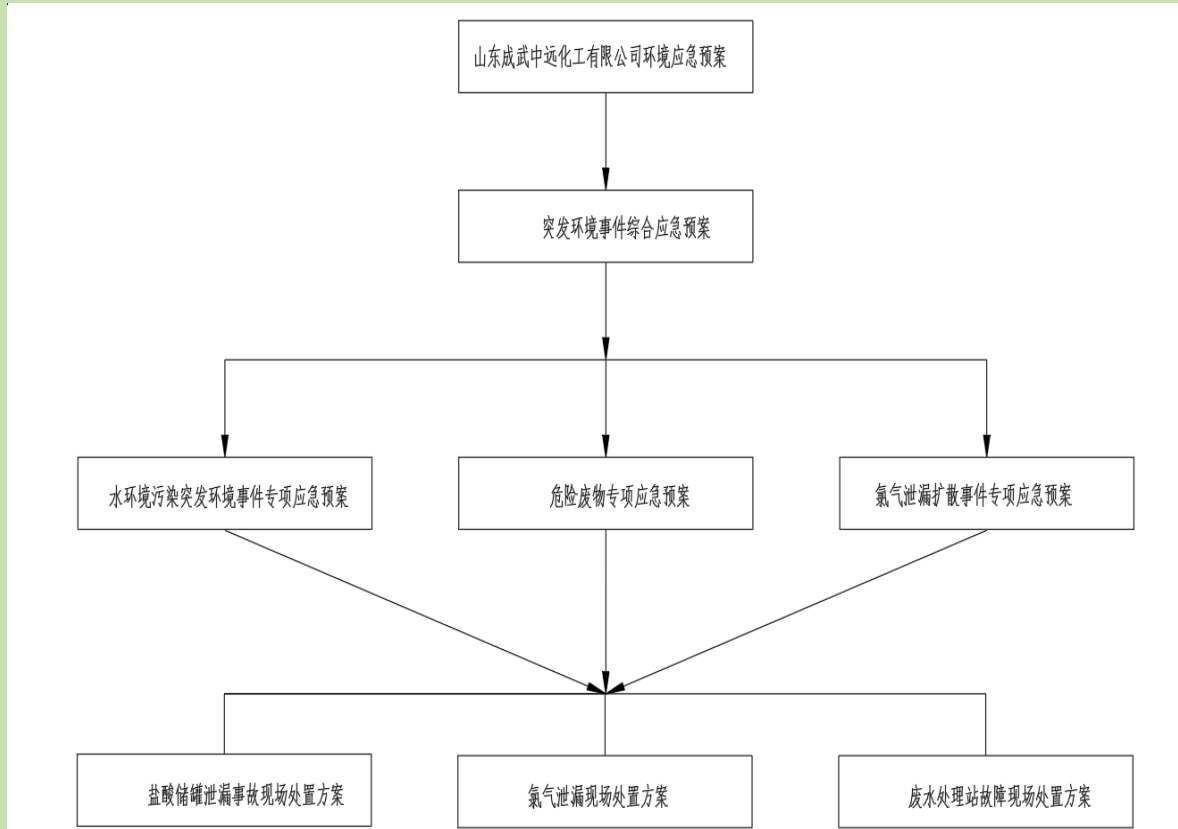 山东成武中远化工有限公司环境应急预案
突发环境事件综合应急预案
水环境污染突发环境事件专项应急预案
危险废物专项应急预案
氯气泄漏扩散事件专项应急预案
盐酸储罐泄漏事故现场处置方案
氯气泄漏现场处置方案
废水处理站故障现场处置方案